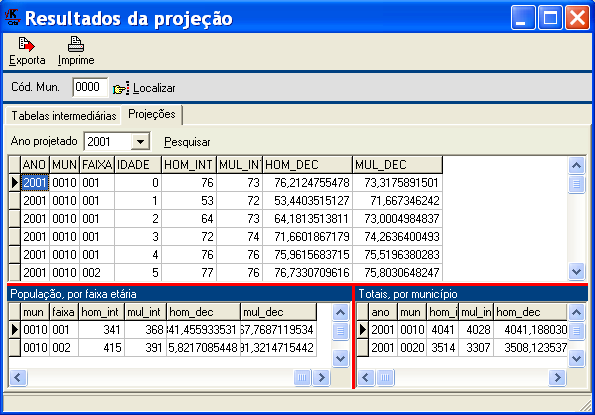 Resultados da projeção
Exporta Imprime
Cód. Mun. 0000 Localizar
Tabelas intermediárias Projeções
Ano projetado 2001 Pesquisar
ANO MUN FAIXA IDADE HOM_INT MUL_INT HOM_DEC MUL_DEC
2001 0010 001 0 76 73 76,2124755478 73,3175891501
2001 0010 001 1 53 72 53,4403515127 71,667346242
2001 0010 001 2 64 73 64,1813513811 73,0004984837
2001 0010 001 3 72 74 71,6601867179 74,2636400493
2001 0010 001 4 76 76 75,9615683715 75,5196380283
2001 0010 002 5 77 76 76,7330709616 75,8030648247
População, por faixa etária
mun faixa hom_int mul_int hom_dec mul_dec
0010 001 341 368 41,455933531 67,7687119534
0010 002 415 391 5,8217085448 91,3214715442
Totais, por município
ano mun hom_i mul_in hom_dec
2001 0010 4041 4028 4041,188030
2001 0020 3514 3307 3508,123537